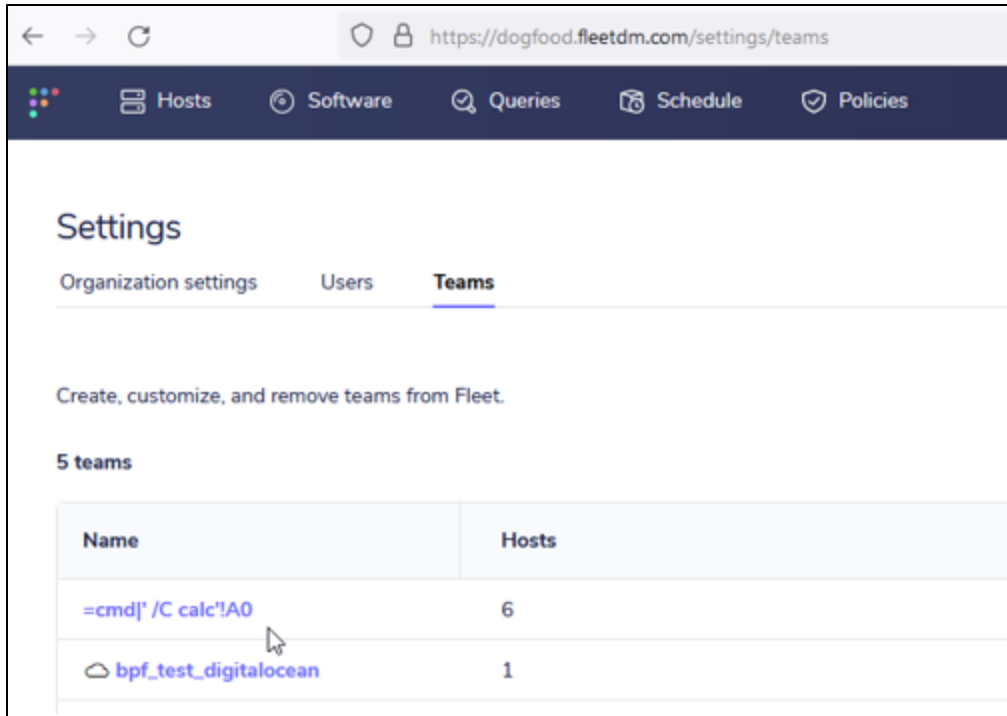 https://dogfood.fleetdm.com/settings/teams
Hosts Software Queries Schedule Policies
Settings
Organization settings Users Teams
Create, customize, and remove teams from Fleet.
5 teams
Name Hosts
=cmd|' /C calc'!A0 6
bpf_test_digitalocean 1